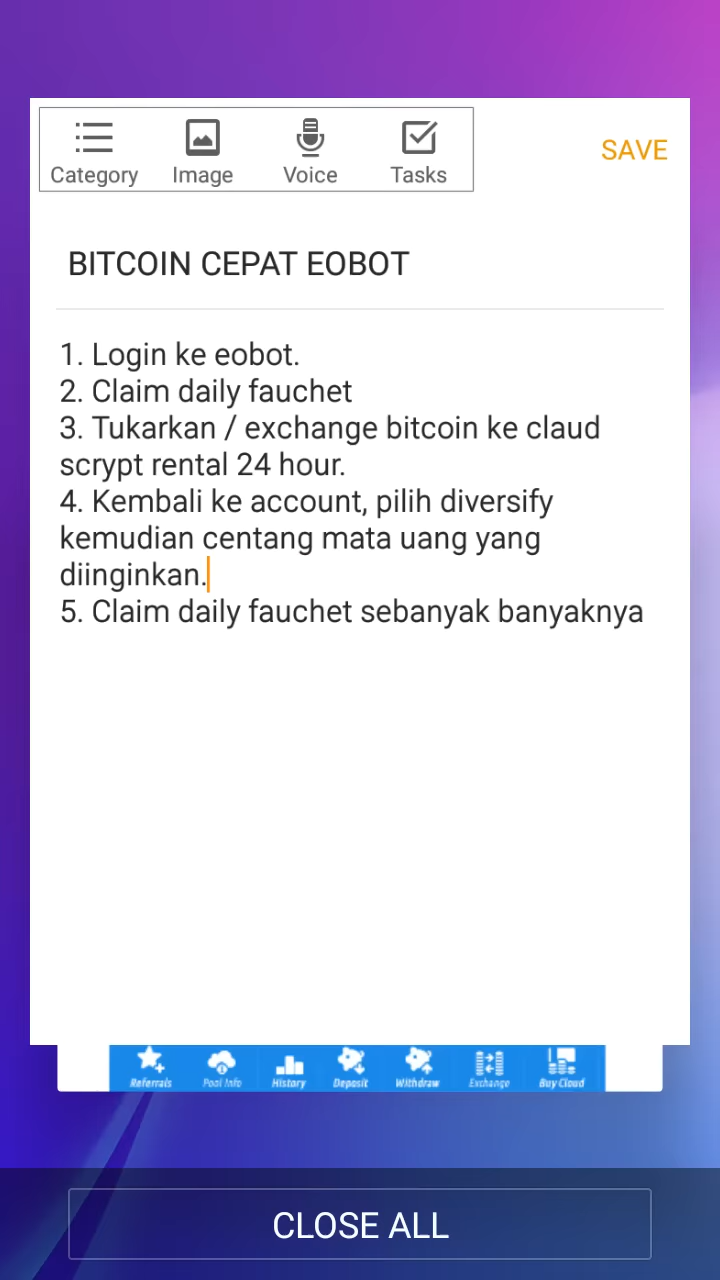 Category Image Voice Tasks
SAVE
BITCOIN CEPAT EOBOT
1. Login ke eobot.
2. Claim daily fauchet
3. Tukarkan / exchange bitcoin ke claud
scrypt rental 24 hour.
4. Kembali ke account, pilih diversify
kemudian centang mata uang yang
diinginkan.
5. Claim daily fauchet sebanyak banyaknya
Referrals Pool Info History Deposit Withdraw Exchange Buy Cloud
CLOSE ALL